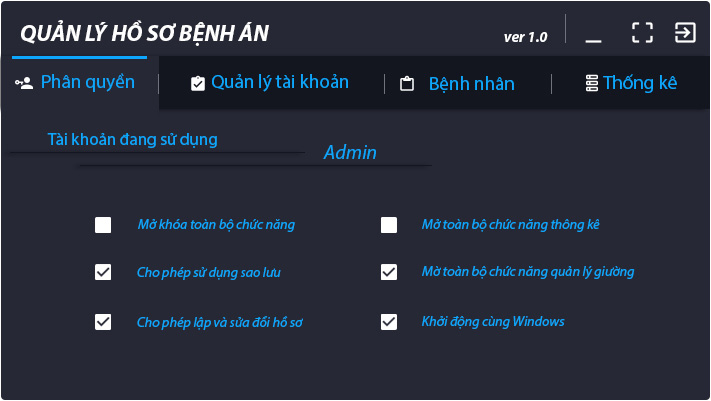 QUẢN LÝ HỒ SƠ BỆNH ÁN
ver 1.0
Phân quyền
Quản lý tài khoản
Bệnh nhân
Thống kê
Tài khoản đang sử dụng
Admin
Mở khóa toàn bộ chức năng
Mở toàn bộ chức năng thông kê
Cho phép sử dụng sao lưu
Mở toàn bộ chức năng quản lý giường
Cho phép lập và sửa đổi hồ sơ
Khởi động cùng Windows